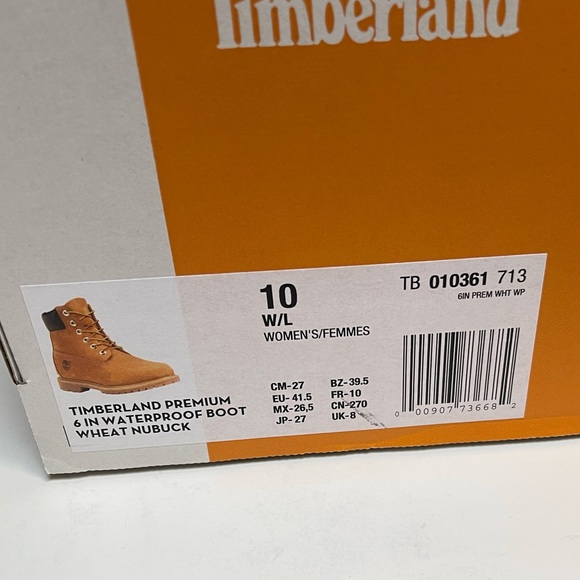 Timberland
10
W/L
WOMEN'S/FEMMES
TB 010361 713
6IN PREM WHT WP
TIMBERLAND PREMIUM
6 IN WATERPROOF BOOT
WHEAT NUBUCK
CM-27
EU-41.5
MX-26,5
JP-27
BZ-39.5
FR-10
CN-270
UK-8
0 00907 73668 2